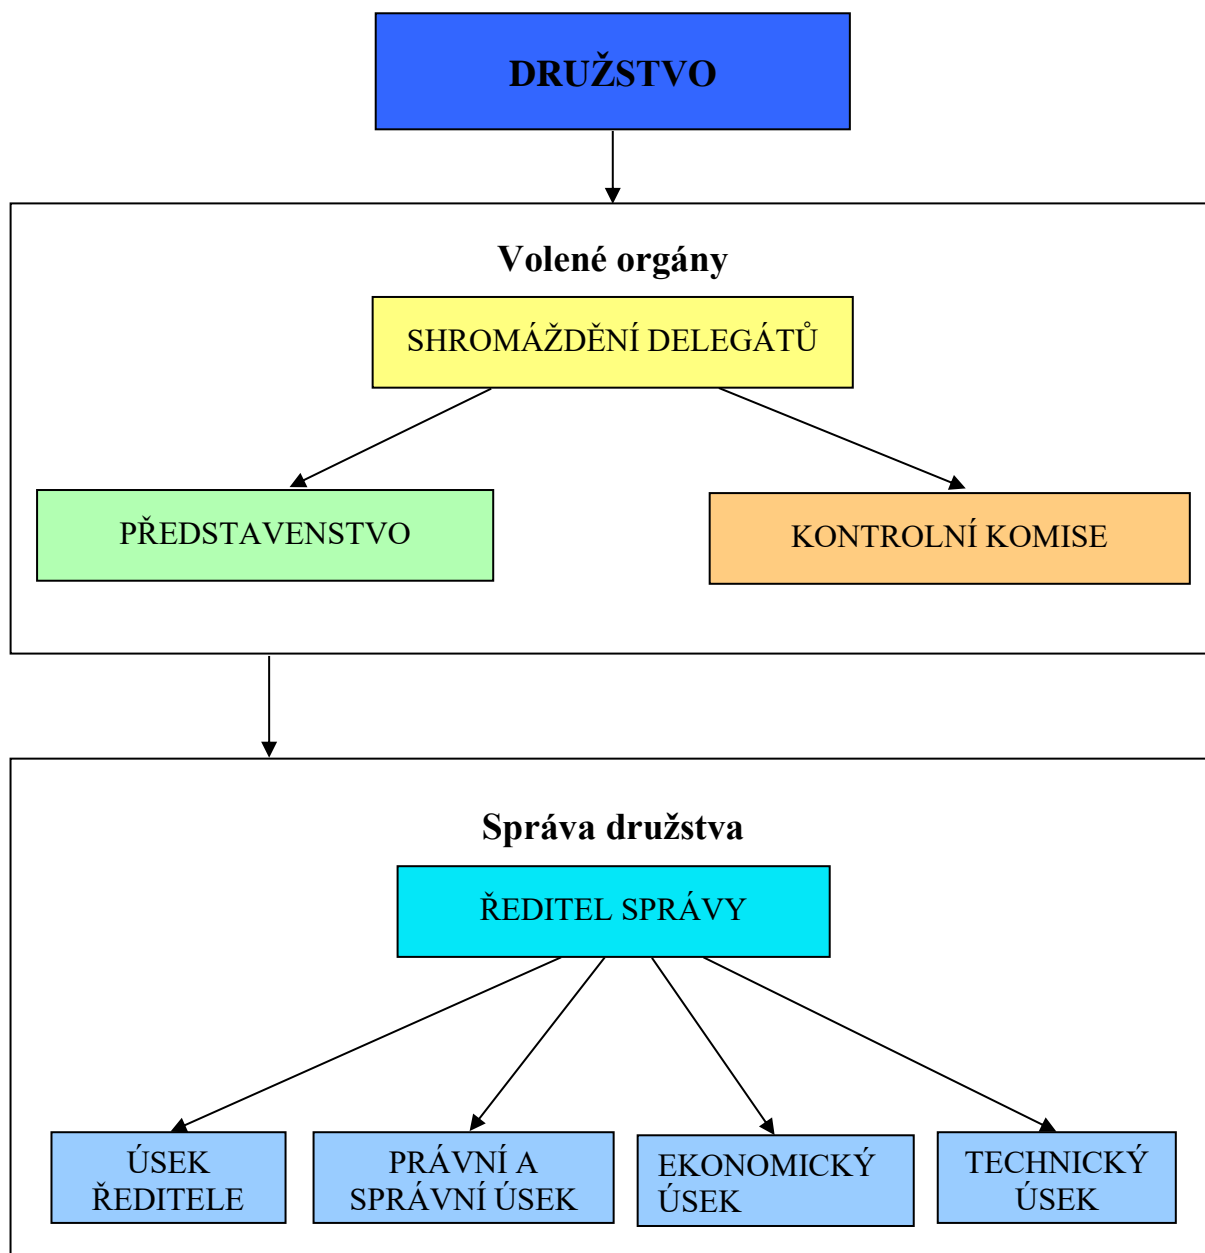 DRUŽSTVO
Volené orgány
SHROMÁŽDĚNÍ DELEGÁTŮ
PŘEDSTAVENSTVO
KONTROLNÍ KOMISE
Správa družstva
ŘEDITEL SPRÁVY
ÚSEK
ŘEDITELE
PRÁVNÍ A
SPRÁVNÍ ÚSEK
EKONOMICKÝ
ÚSEK
TECHNICKÝ
ÚSEK